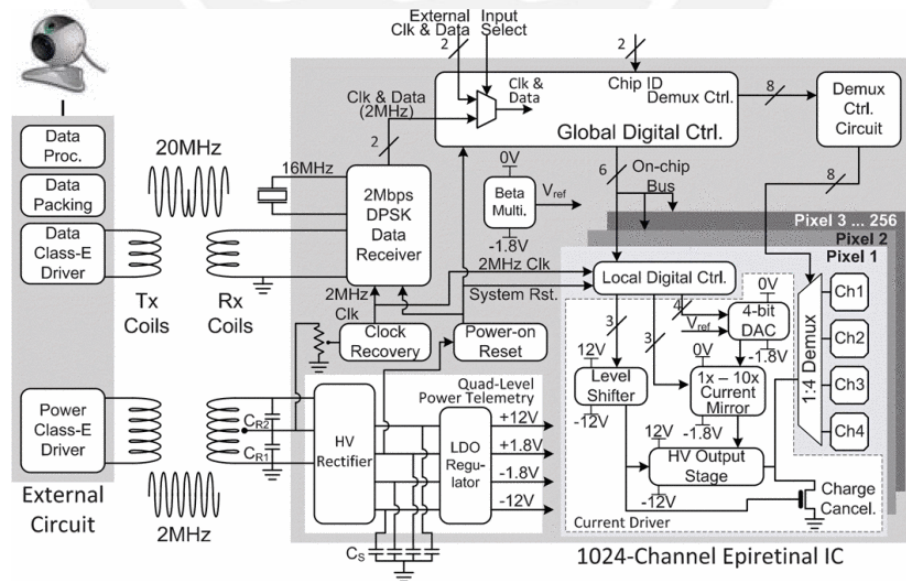 External
Clk & Data
Input
Select
2
2
Clk &
Data
Chip ID
Demux Ctrl.
8
Demux
Ctrl.
Circuit
Global Digital Ctrl.
Clk & Data
(2MHz)
2
Data
Proc.
Data
Packing
Data
Class-E
Driver
20MHz
16MHz
2Mbps
DPSK
Data
Receiver
0V
Beta
Multi.
Vref
-1.8V
6
On-chip
Bus
8
Pixel 3 ... 256
Pixel 2
Pixel 1
Tx
Coils
Rx
Coils
2MHz
Clk
2MHz Clk
System Rst.
Local Digital Ctrl.
Clock
Recovery
Power-on
Reset
3
3
4
Vref
0V
4-bit
DAC
-1.8V
1:4 Demux
Ch1
Ch2
Ch3
Ch4
12V
Level
Shifter
-12V
0V
1x – 10x
Current
Mirror
-1.8V
12V
HV Output
Stage
-12V
Charge
Cancel.
Current Driver
Power
Class-E
Driver
CR2
CR1
HV
Rectifier
Quad-Level
Power Telemetry
LDO
Regu-
lator
+12V
+1.8V
-1.8V
-12V
CS
External
Circuit
2MHz
1024-Channel Epiretinal IC